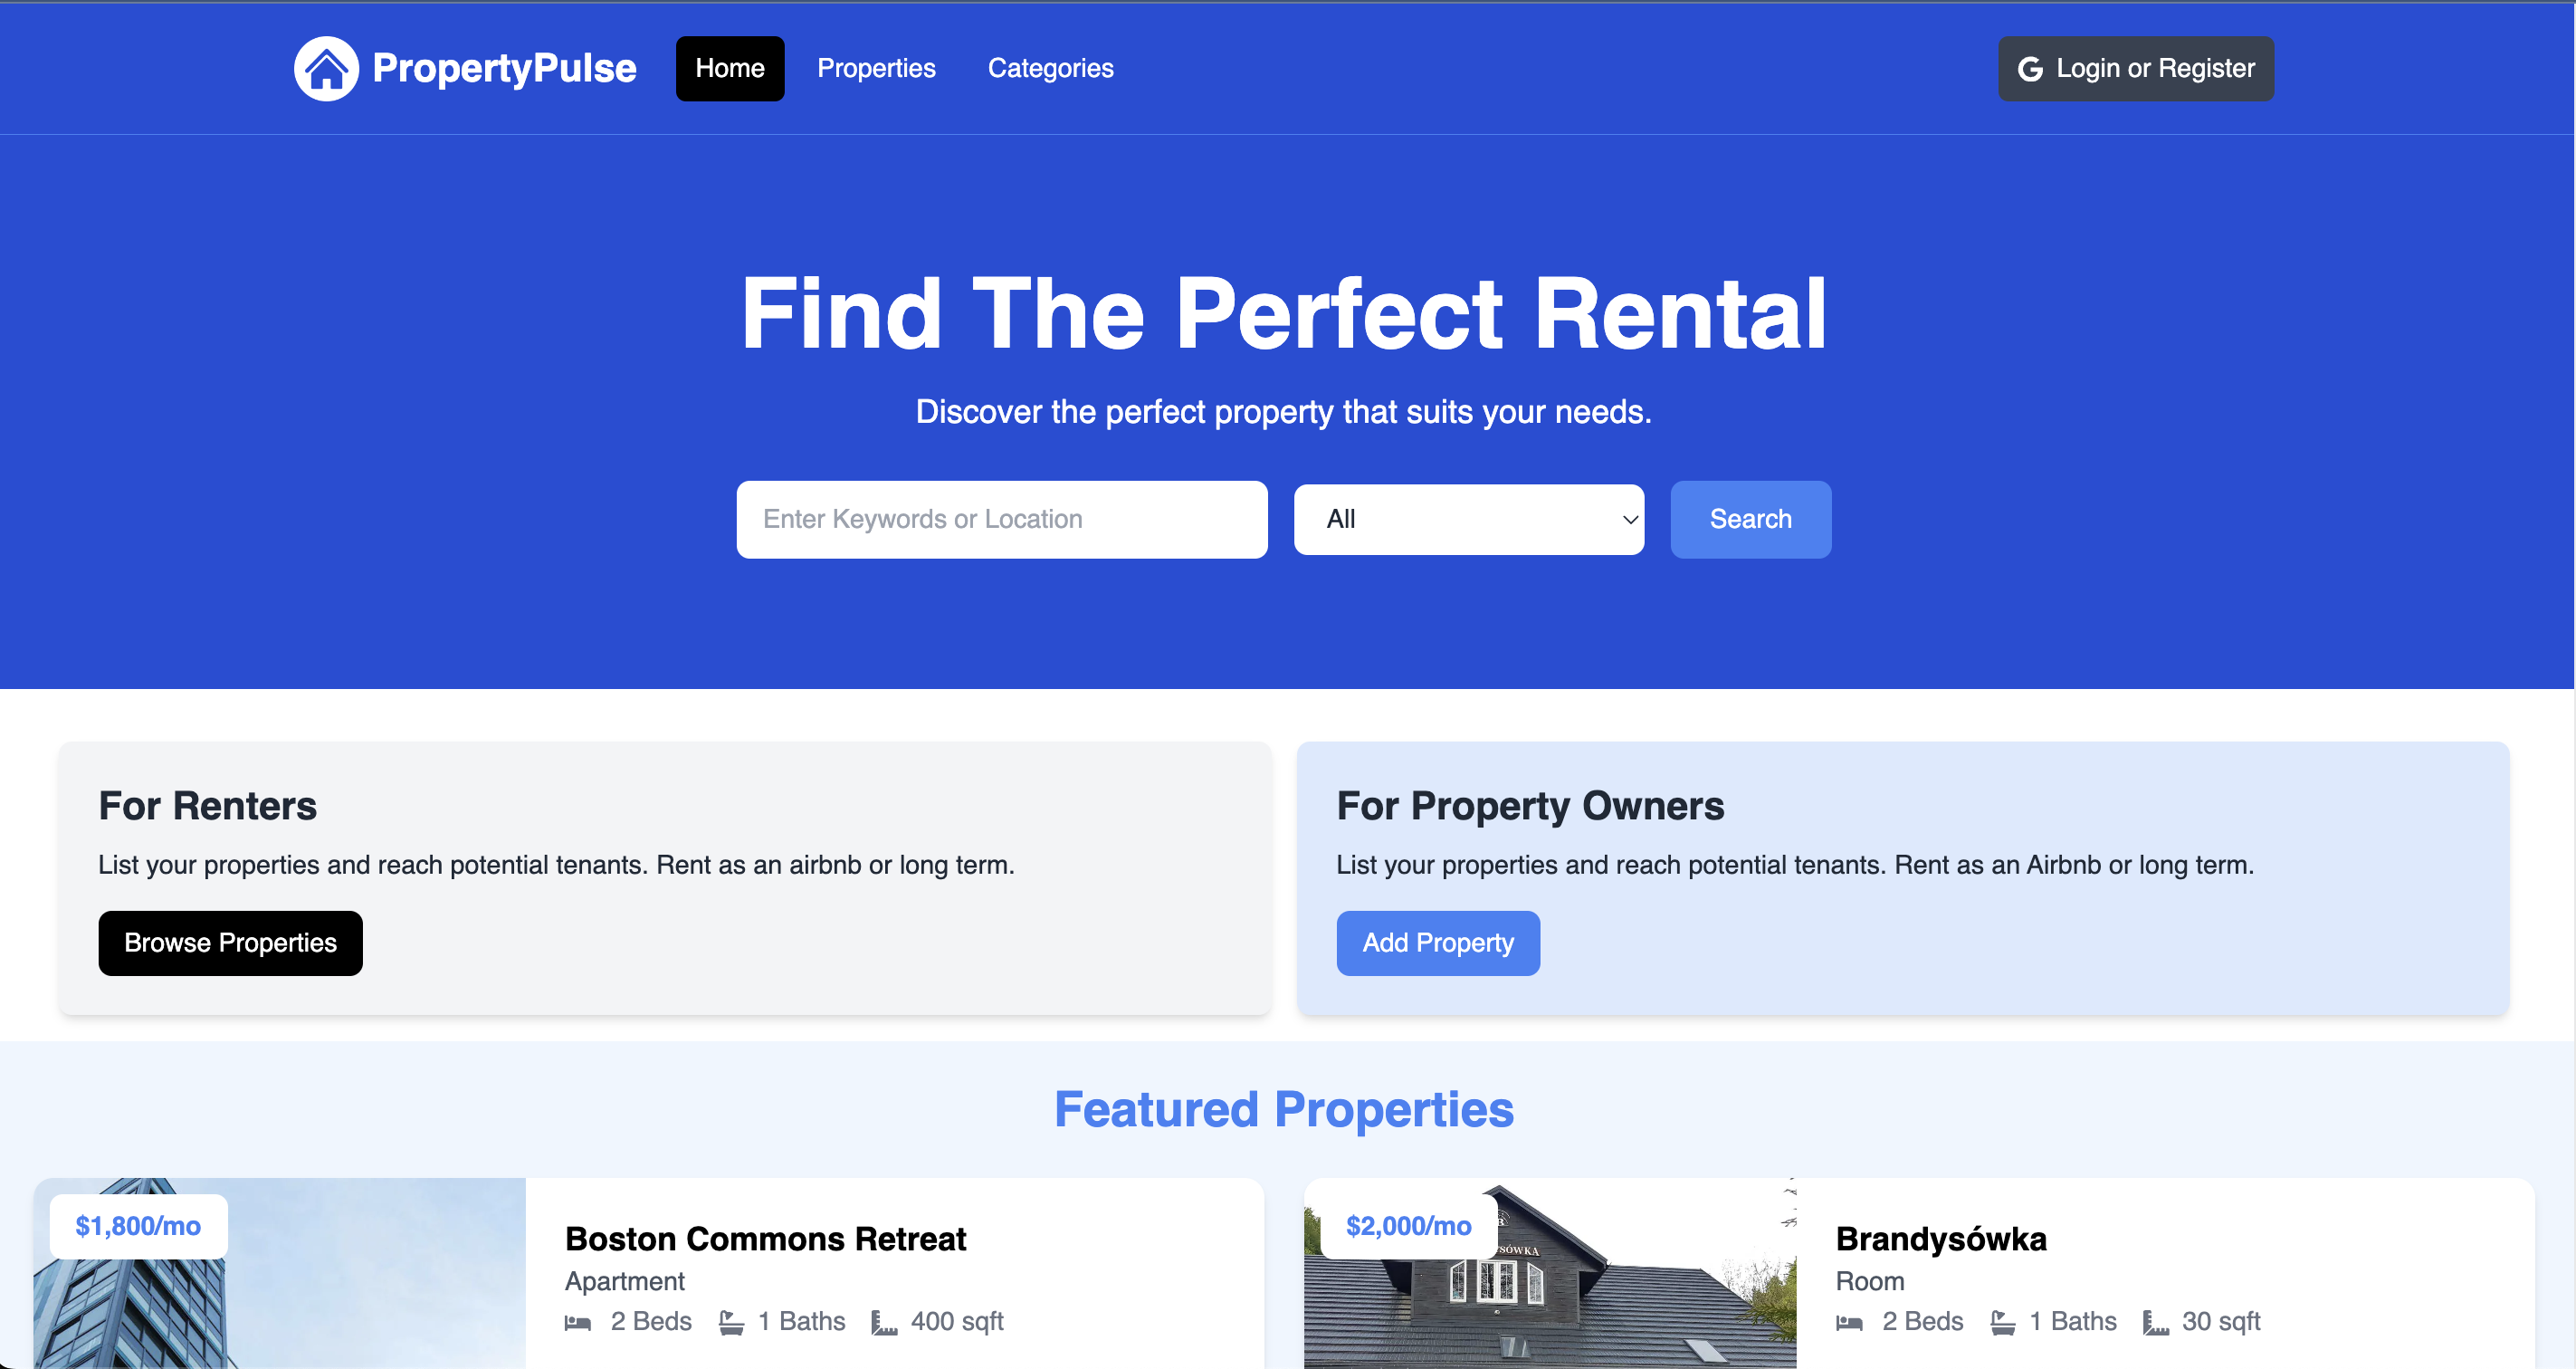 PropertyPulse
Home
Properties
Categories
Login or Register
Find The Perfect Rental
Discover the perfect property that suits your needs.
Enter Keywords or Location
All
Search
For Renters
List your properties and reach potential tenants. Rent as an airbnb or long term.
Browse Properties
For Property Owners
List your properties and reach potential tenants. Rent as an Airbnb or long term.
Add Property
Featured Properties
$1,800/mo
Boston Commons Retreat
Apartment
2 Beds 1 Baths 400 sqft
$2,000/mo
Brandysówka
Room
2 Beds 1 Baths 30 sqft